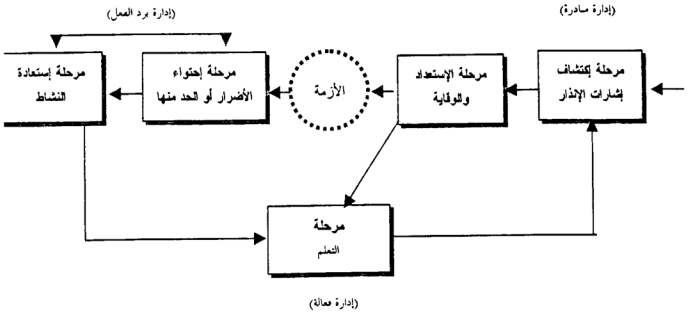 (إدارة مبادرة)
(إدارة برد الفعل)
مرحلة إكتشاف
إشارات الإنذار
مرحلة الإستعداد
والوقاية
الأزمة
مرحلة إحتواء
الأضرار أو الحد منها
مرحلة إستعادة
النشاط
مرحلة
التعلم
(إدارة فعالة)